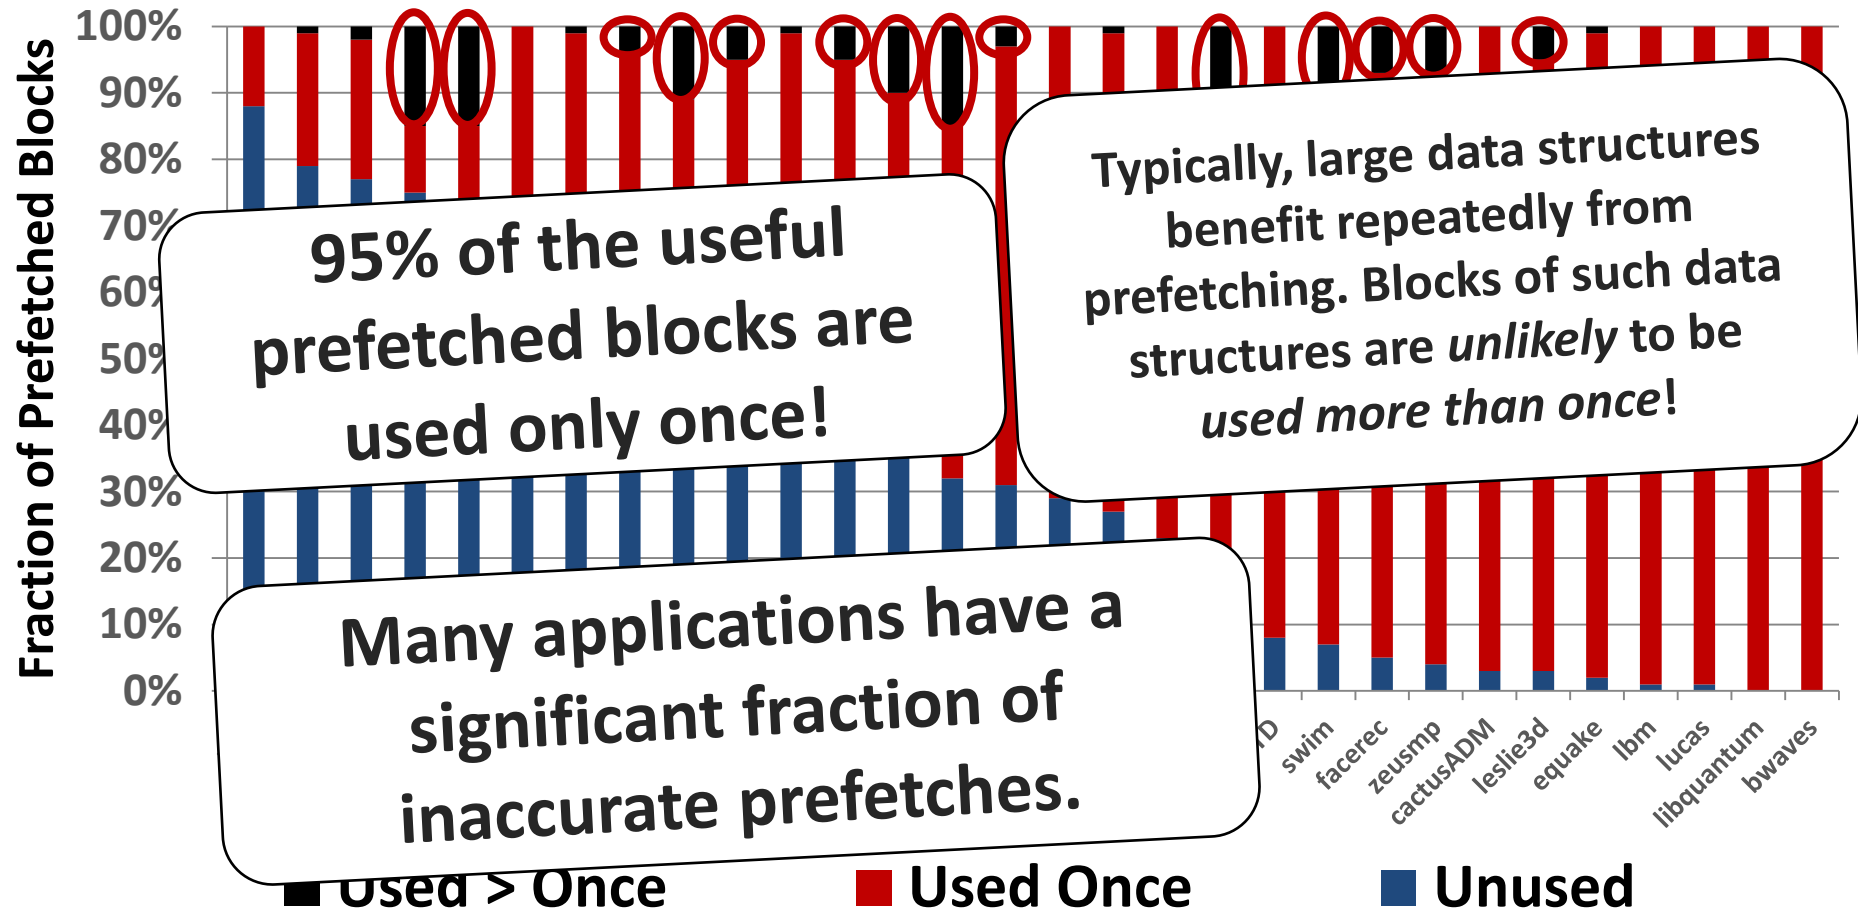 Fraction of Prefetched Blocks
100%
90%
80%
70%
60%
50%
40%
30%
20%
10%
0%
95% of the useful
prefetched blocks are
used only once!
Typically, large data structures
benefit repeatedly from
prefetching. Blocks of such data
structures are unlikely to be
used more than once!
Many applications have a
significant fraction of
inaccurate prefetches.
swim
facerec
zeusmp
cactusADM
leslie3d
equake
lbm
lucas
libquantum
bwaves
Used > Once
Used Once
Unused